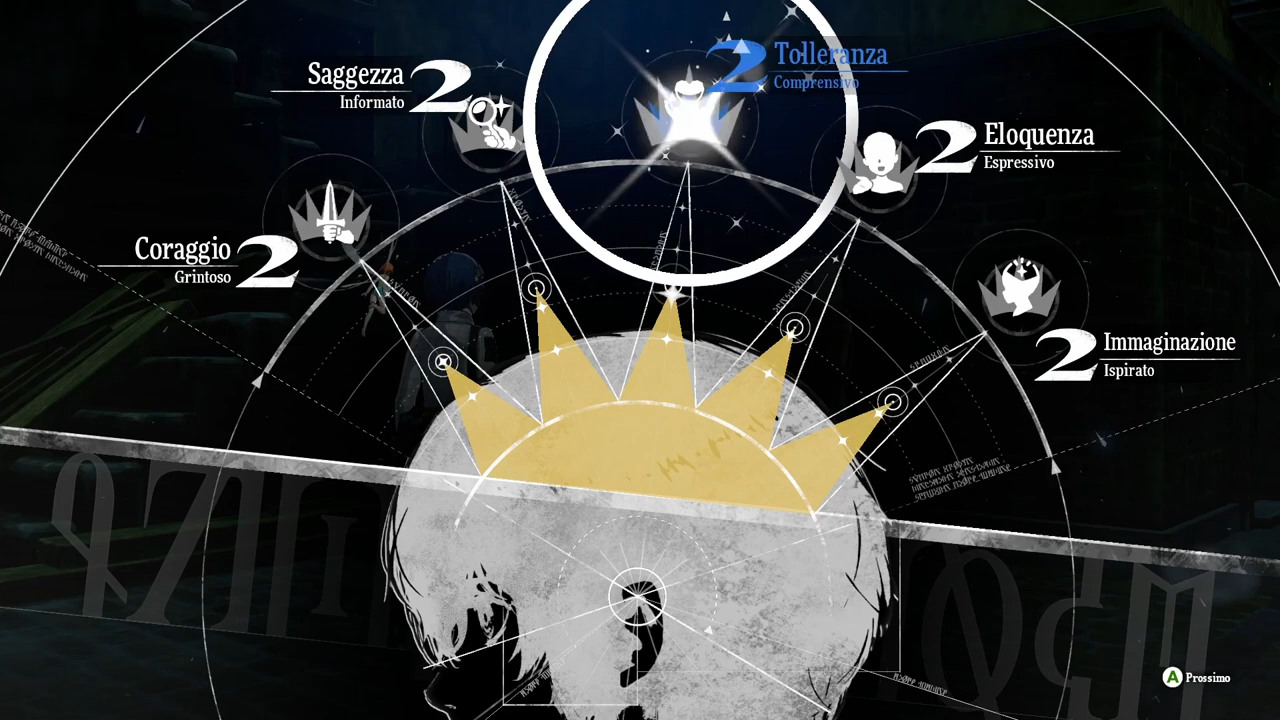 Saggezza
Informato
2
2
Tolleranza
Comprensivo
2
Eloquenza
Espressivo
Coraggio
Grintoso
2
2
Immaginazione
Ispirato
A Prossimo